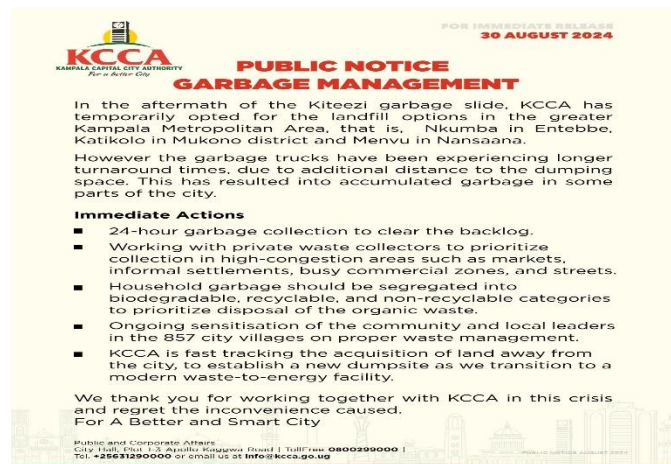 FOR IMMEDIATE RELEASE
30 AUGUST 2024
KCCA
KAMPALA CAPITAL CITY AUTHORITY
For a better City
PUBLIC NOTICE
GARBAGE MANAGEMENT
In the aftermath of the Kiteezi garbage slide, KCCA has
temporarily opted for the landfill options in the greater
Kampala Metropolitan Area, that is, Nkumba in Entebbe,
Katikolo in Mukono district and Menvu in Nansaana.
However the garbage trucks have been experiencing longer
turnaround times, due to additional distance to the dumping
space. This has resulted into accumulated garbage in some
parts of the city.
Immediate Actions
■ 24-hour garbage collection to clear the backlog.
■ Working with private waste collectors to prioritize
collection in high-congestion areas such as markets,
informal settlements, busy commercial zones, and streets.
■ Household garbage should be segregated into
biodegradable, recyclable, and non-recyclable categories
to prioritize disposal of the organic waste.
■ Ongoing sensitisation of the community and local leaders
in the 857 city villages on proper waste management.
■ KCCA is fast tracking the acquisition of land away from
the city, to establish a new dumpsite as we transition to a
modern waste-to-energy facility.
We thank you for working together with KCCA in this crisis
and regret the inconvenience caused.
For A Better and Smart City
Public and Corporate Affairs
City Hall, Plot 1-3 Apollo Kaggwa Road | TollFree 0800299000 |
Tel. +25631290000 or email us at info@kcca.go.ug
PUBLIC NOTICE AUGUST 2024